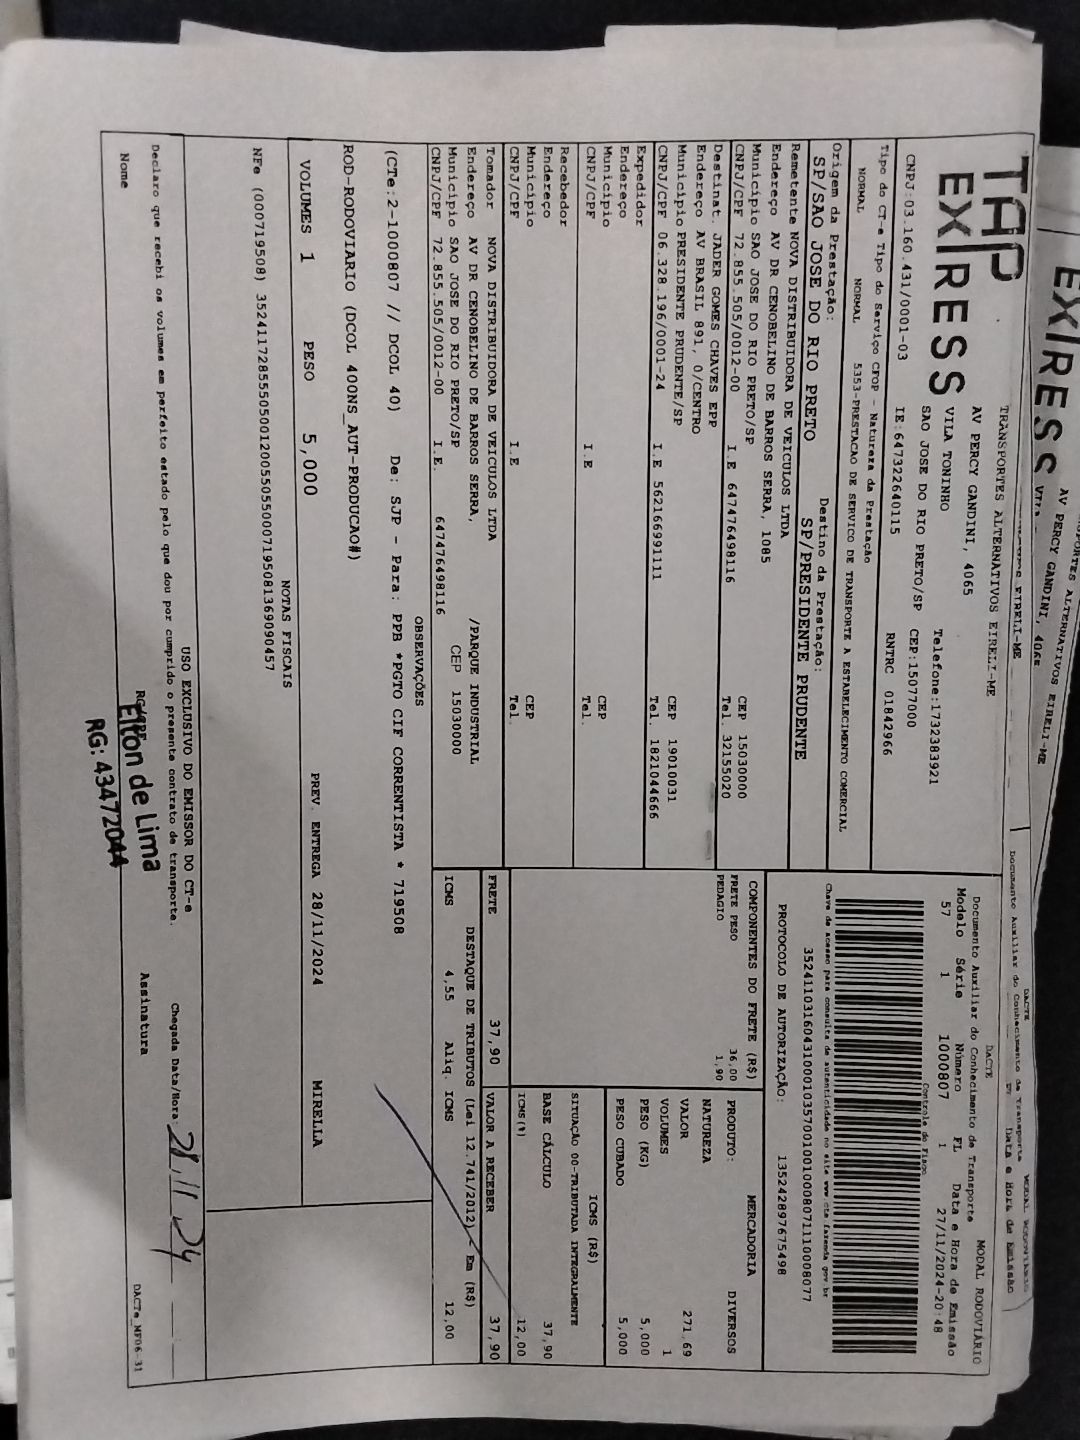 TAP
EXPRESS
TRANSPORTES ALTERNATIVOS EIRELI-ME
AV PERCY GANDINI, 4065
VILA TONINHO
SAO JOSE DO RIO PRETO/SP CEP:15077000
Telefone:1732383921
CNPJ:03.160.431/0001-03 IE:647322640115 RNTRC 01842966
DACTE MODAL RODOVIÁRIO
Documento Auxiliar do Conhecimento de Transporte
Modelo Série Número FL Data e Hora de Emissão
57 1 1000807 1 27/11/2024-20:48
Controle do Fisco
Chave de acesso para consulta de autenticidade no site www.cte.fazenda.gov.br
35241103160431000103570010010008071110008077
PROTOCOLO DE AUTORIZAÇÃO: 135242897675498
Tipo do CT-e Tipo do Serviço CFOP - Natureza da Prestação
NORMAL NORMAL 5353-PRESTACAO DE SERVICO DE TRANSPORTE A ESTABELECIMENTO COMERCIAL
Origem da Prestação: Destino da Prestação:
SP/SAO JOSE DO RIO PRETO SP/PRESIDENTE PRUDENTE
Remetente NOVA DISTRIBUIDORA DE VEICULOS LTDA
Endereço AV DR CENOBELINO DE BARROS SERRA, 1085
Município SAO JOSE DO RIO PRETO/SP CEP 15030000
CNPJ/CPF 72.855.505/0012-00 I.E 647476498116 Tel. 32155020
Destinat. JADER GOMES CHAVES EPP
Endereço AV BRASIL 891, 0/CENTRO
Município PRESIDENTE PRUDENTE/SP CEP 19010031
CNPJ/CPF 06.328.196/0001-24 I.E 562166991111 Tel. 1821044666
Expedidor
Endereço
Município CEP
CNPJ/CPF I.E Tel.
Recebedor
Endereço
Município CEP
CNPJ/CPF I.E Tel.
Tomador NOVA DISTRIBUIDORA DE VEICULOS LTDA
Endereço AV DR CENOBELINO DE BARROS SERRA, /PARQUE INDUSTRIAL
Município SAO JOSE DO RIO PRETO/SP CEP 15030000
CNPJ/CPF 72.855.505/0012-00 I.E. 647476498116
COMPONENTES DO FRETE (R$)
FRETE PESO 36,00
PEDAGIO 1,90
PRODUTO: MERCADORIA
NATUREZA DIVERSOS
VALOR 271,69
VOLUMES 1
PESO (KG) 5,000
PESO CUBADO 5,000
ICMS (R$)
SITUAÇÃO 00-TRIBUTADA INTEGRALMENTE
BASE CÁLCULO 37,90
ICMS (%) 12,00
FRETE 37,90 VALOR A RECEBER 37,90
DESTAQUE DE TRIBUTOS (Lei 12.741/2012) - Em (R$)
ICMS 4,55 Alíq. ICMS 12,00
OBSERVAÇÕES
(CTe:2-1000807 // DCOL 40) De: SJP - Para: PPB *PGTO CIF CORRENTISTA * 719508
ROD-RODOVIARIO (DCOL 400NS_AUT-PRODUCAO#)
VOLUMES 1 PESO 5,000 PREV. ENTREGA 28/11/2024 MIRELLA
NOTAS FISCAIS
NFe (000719508) 35241172855505001200550550007195081369090457
USO EXCLUSIVO DO EMISSOR DO CT-e
Declaro que recebi os volumes em perfeito estado pelo que dou por cumprido o presente contrato de transporte. Chegada Data/Hora: 28 11 24
Nome Assinatura
Elton de Lima
RG: 43472044
DACTe_NF06-31
EXPRESS
AV PERCY GANDINI, 4065